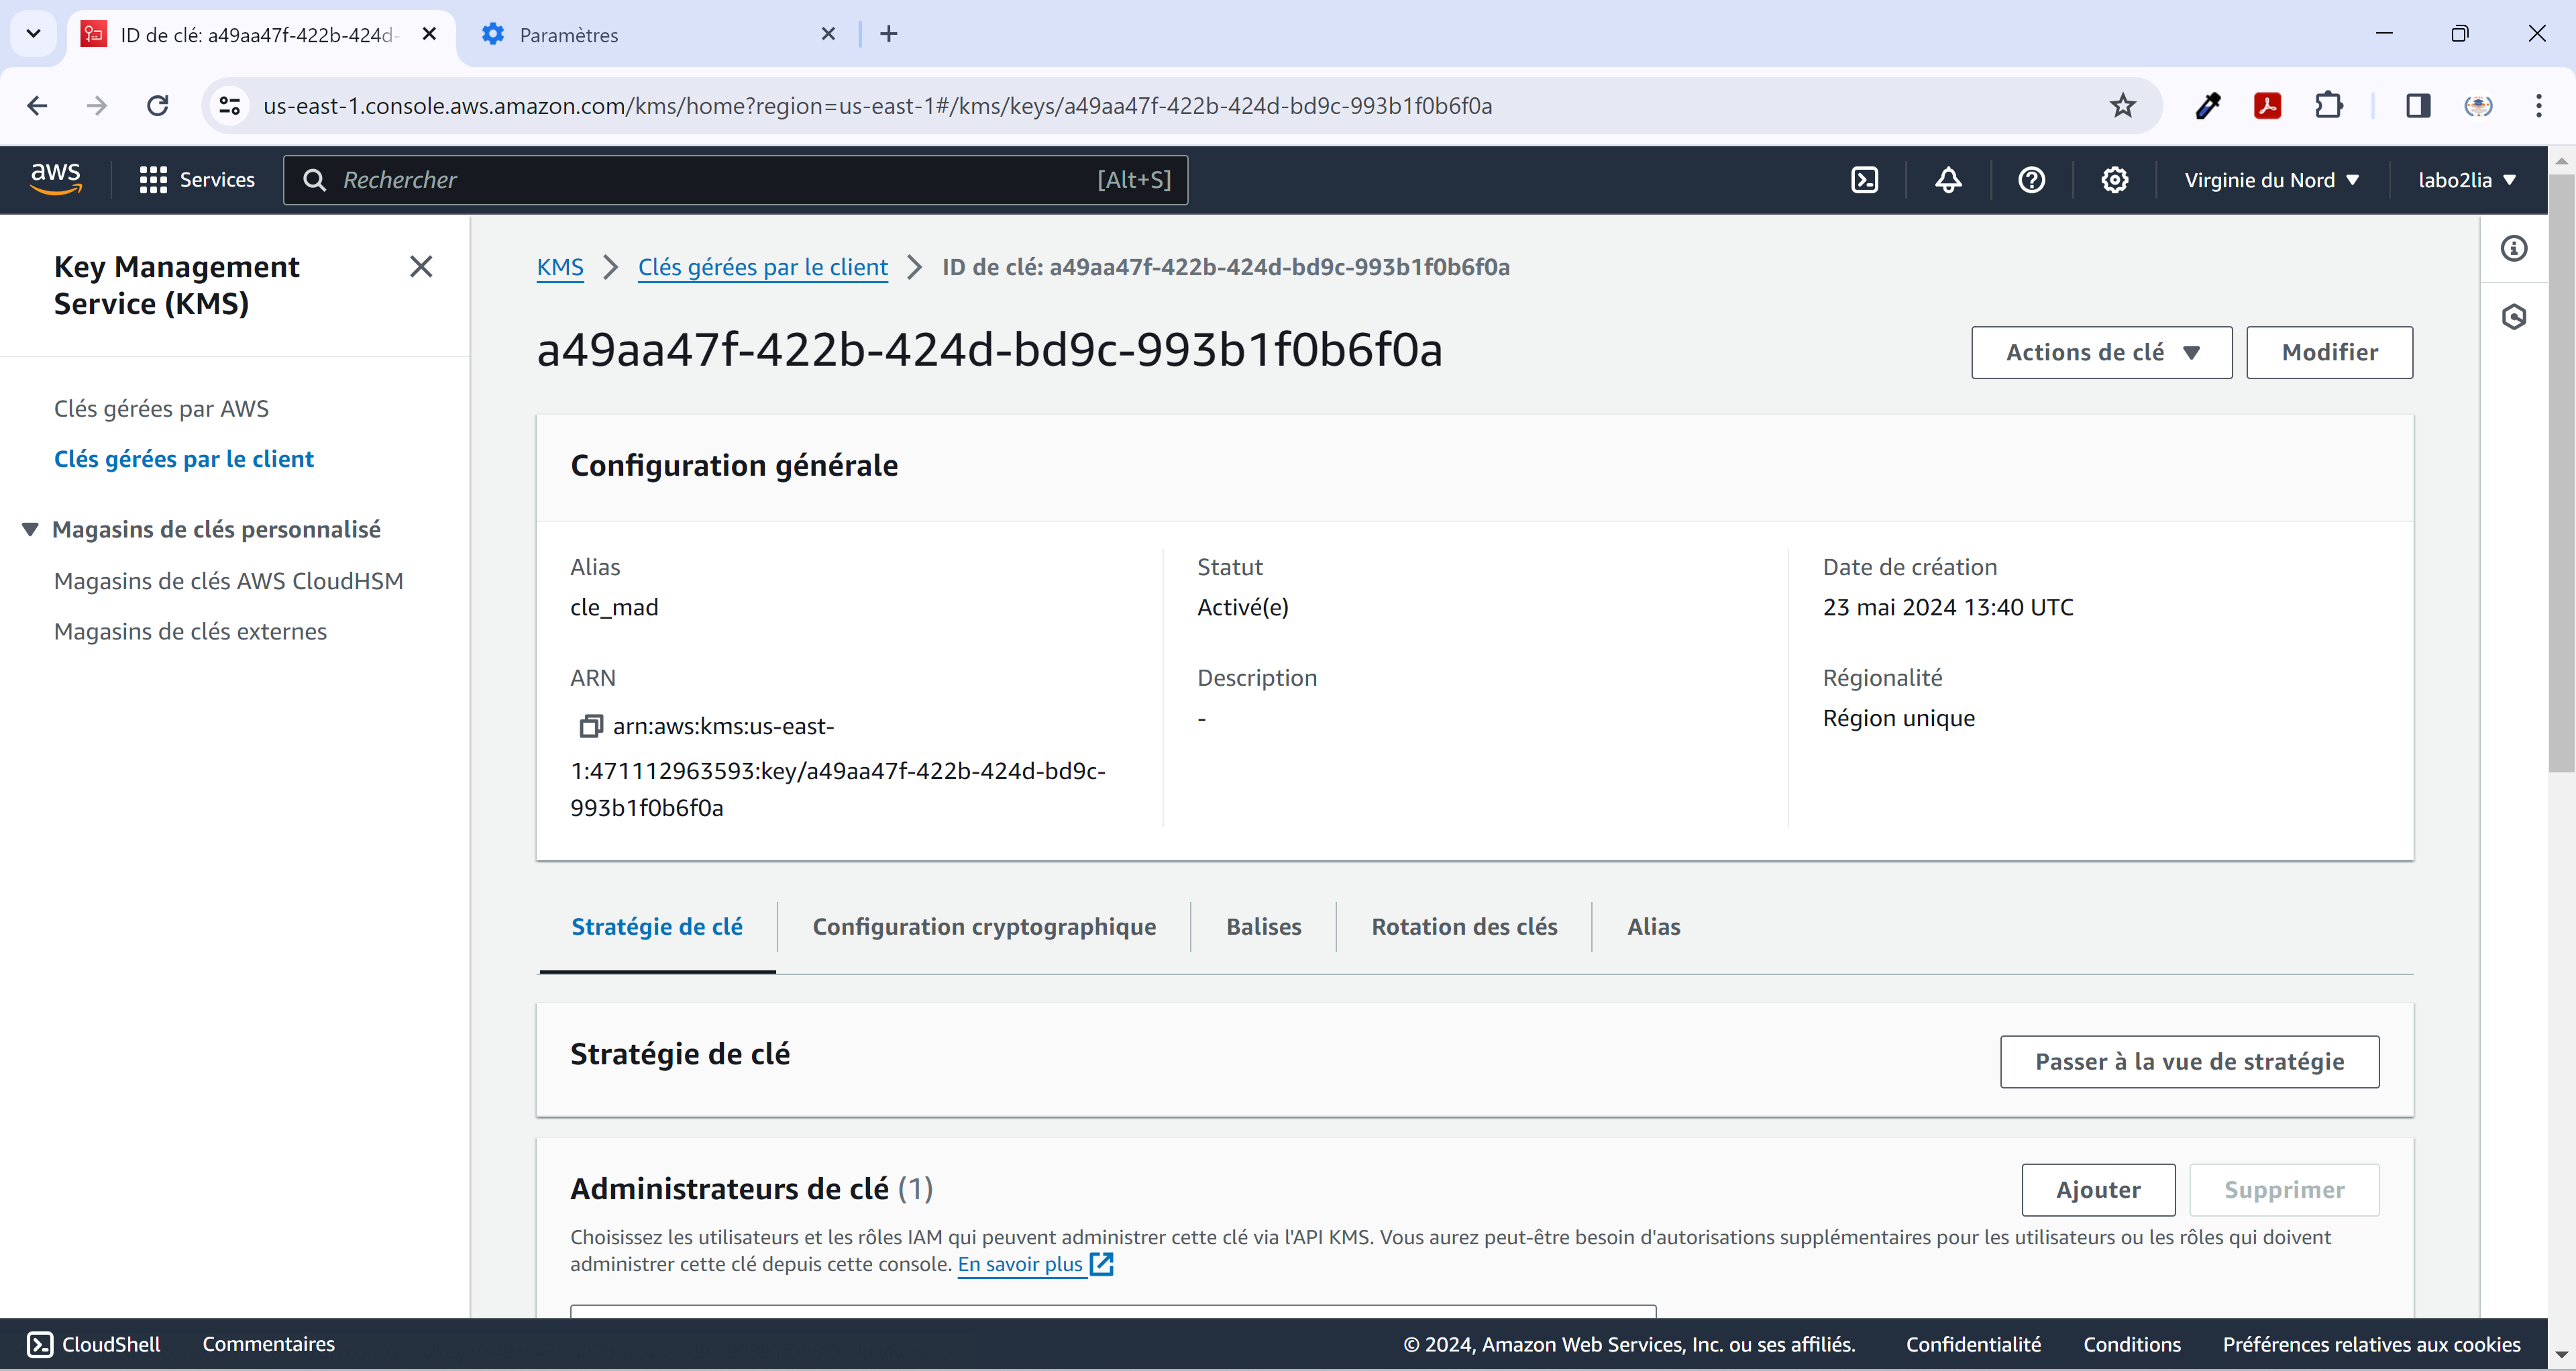 ID de clé: a49aa47f-422b-424d-
Paramètres
us-east-1.console.aws.amazon.com/kms/home?region=us-east-1#/kms/keys/a49aa47f-422b-424d-bd9c-993b1f0b6f0a
aws
Services
Rechercher
[Alt+S]
Virginie du Nord
labo2lia
Key Management
Service (KMS)
Clés gérées par AWS
Clés gérées par le client
Magasins de clés personnalisé
Magasins de clés AWS CloudHSM
Magasins de clés externes
KMS
Clés gérées par le client
ID de clé: a49aa47f-422b-424d-bd9c-993b1f0b6f0a
a49aa47f-422b-424d-bd9c-993b1f0b6f0a
Actions de clé
Modifier
Configuration générale
Alias
cle_mad
ARN
arn:aws:kms:us-east-
1:471112963593:key/a49aa47f-422b-424d-bd9c-
993b1f0b6f0a
Statut
Activé(e)
Description
-
Date de création
23 mai 2024 13:40 UTC
Régionalité
Région unique
Stratégie de clé
Configuration cryptographique
Balises
Rotation des clés
Alias
Stratégie de clé
Passer à la vue de stratégie
Administrateurs de clé (1)
Ajouter
Supprimer
Choisissez les utilisateurs et les rôles IAM qui peuvent administrer cette clé via l'API KMS. Vous aurez peut-être besoin d'autorisations supplémentaires pour les utilisateurs ou les rôles qui doivent
administrer cette clé depuis cette console. En savoir plus
CloudShell
Commentaires
© 2024, Amazon Web Services, Inc. ou ses affiliés.
Confidentialité
Conditions
Préférences relatives aux cookies